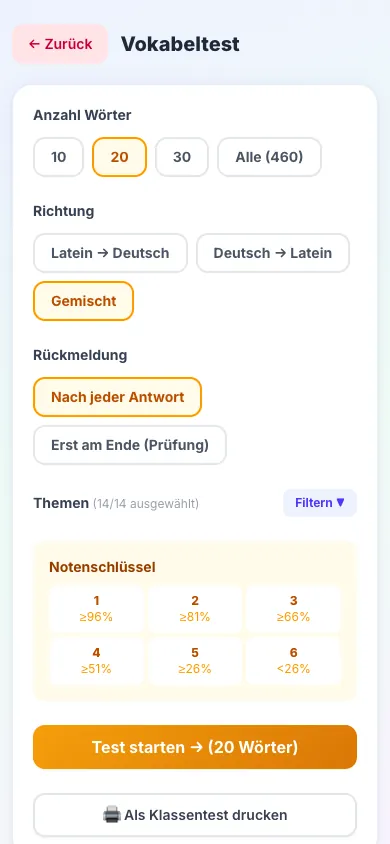 ← Zurück Vokabeltest
Anzahl Wörter
10 20 30 Alle (460)
Richtung
Latein → Deutsch Deutsch → Latein
Gemischt
Rückmeldung
Nach jeder Antwort
Erst am Ende (Prüfung)
Themen (14/14 ausgewählt) Filtern ▼
Notenschlüssel
1 2 3
≥96% ≥81% ≥66%
4 5 6
≥51% ≥26% <26%
Test starten → (20 Wörter)
🖨️ Als Klassentest drucken